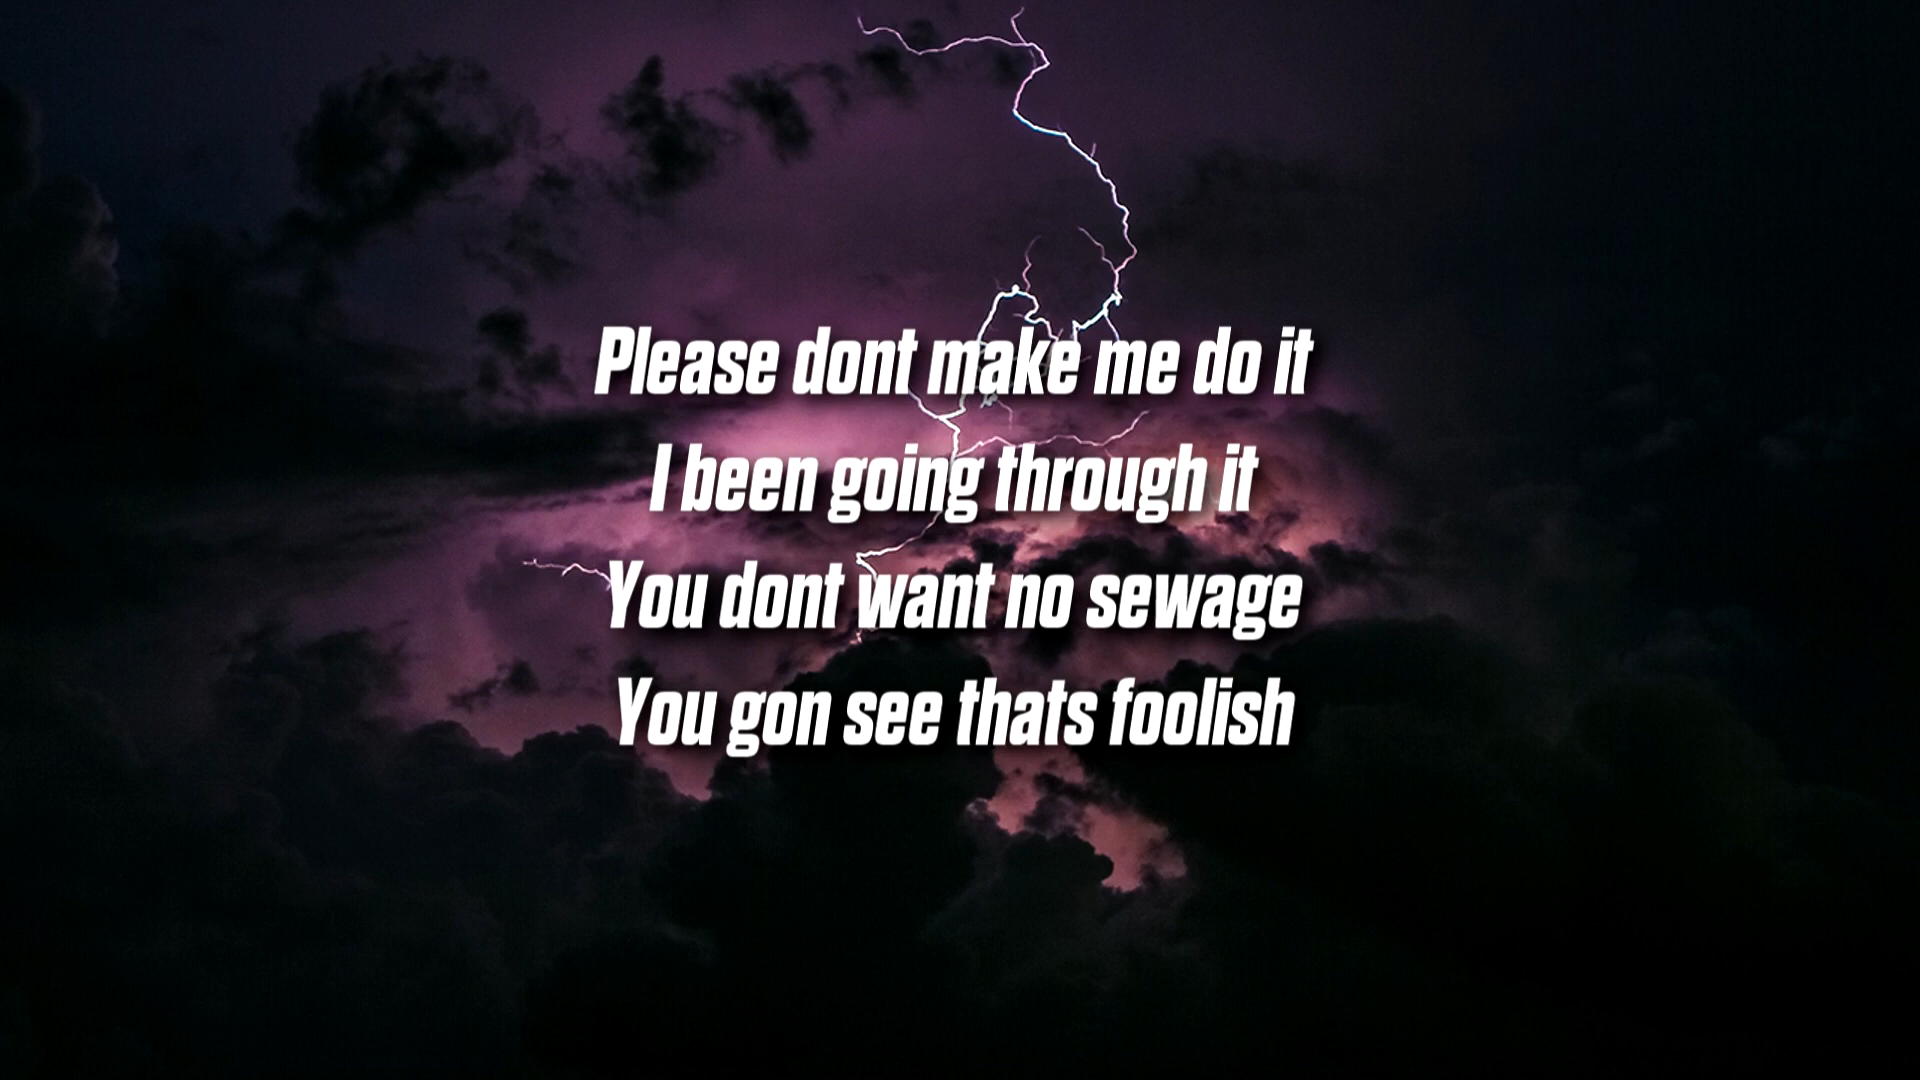 Please dont make me do it
I been going through it
You dont want no sewage
You gon see thats foolish